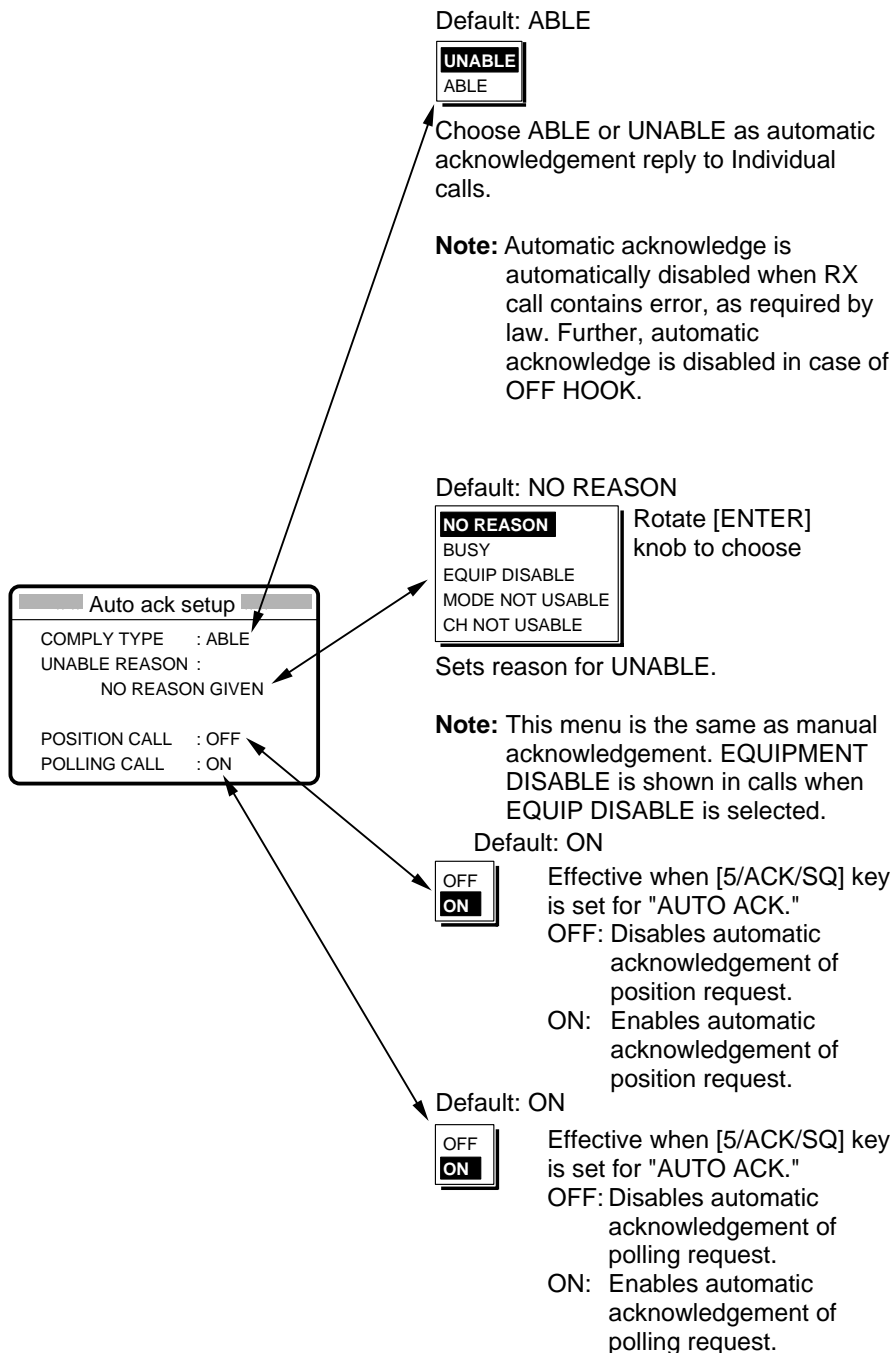 Default: ABLE
UNABLE
ABLE
Choose ABLE or UNABLE as automatic
acknowledgement reply to Individual
calls.
Note: Automatic acknowledge is
automatically disabled when RX
call contains error, as required by
law. Further, automatic
acknowledge is disabled in case of
OFF HOOK.
Default: NO REASON
NO REASON
BUSY
EQUIP DISABLE
MODE NOT USABLE
CH NOT USABLE
Rotate [ENTER]
knob to choose
Sets reason for UNABLE.
Note: This menu is the same as manual
acknowledgement. EQUIPMENT
DISABLE is shown in calls when
EQUIP DISABLE is selected.
Auto ack setup
COMPLY TYPE : ABLE
UNABLE REASON :
NO REASON GIVEN
POSITION CALL : OFF
POLLING CALL : ON
Default: ON
OFF
ON
Effective when [5/ACK/SQ] key
is set for "AUTO ACK."
OFF: Disables automatic
acknowledgement of
position request.
ON: Enables automatic
acknowledgement of
position request.
Default: ON
OFF
ON
Effective when [5/ACK/SQ] key
is set for "AUTO ACK."
OFF: Disables automatic
acknowledgement of
polling request.
ON: Enables automatic
acknowledgement of
polling request.